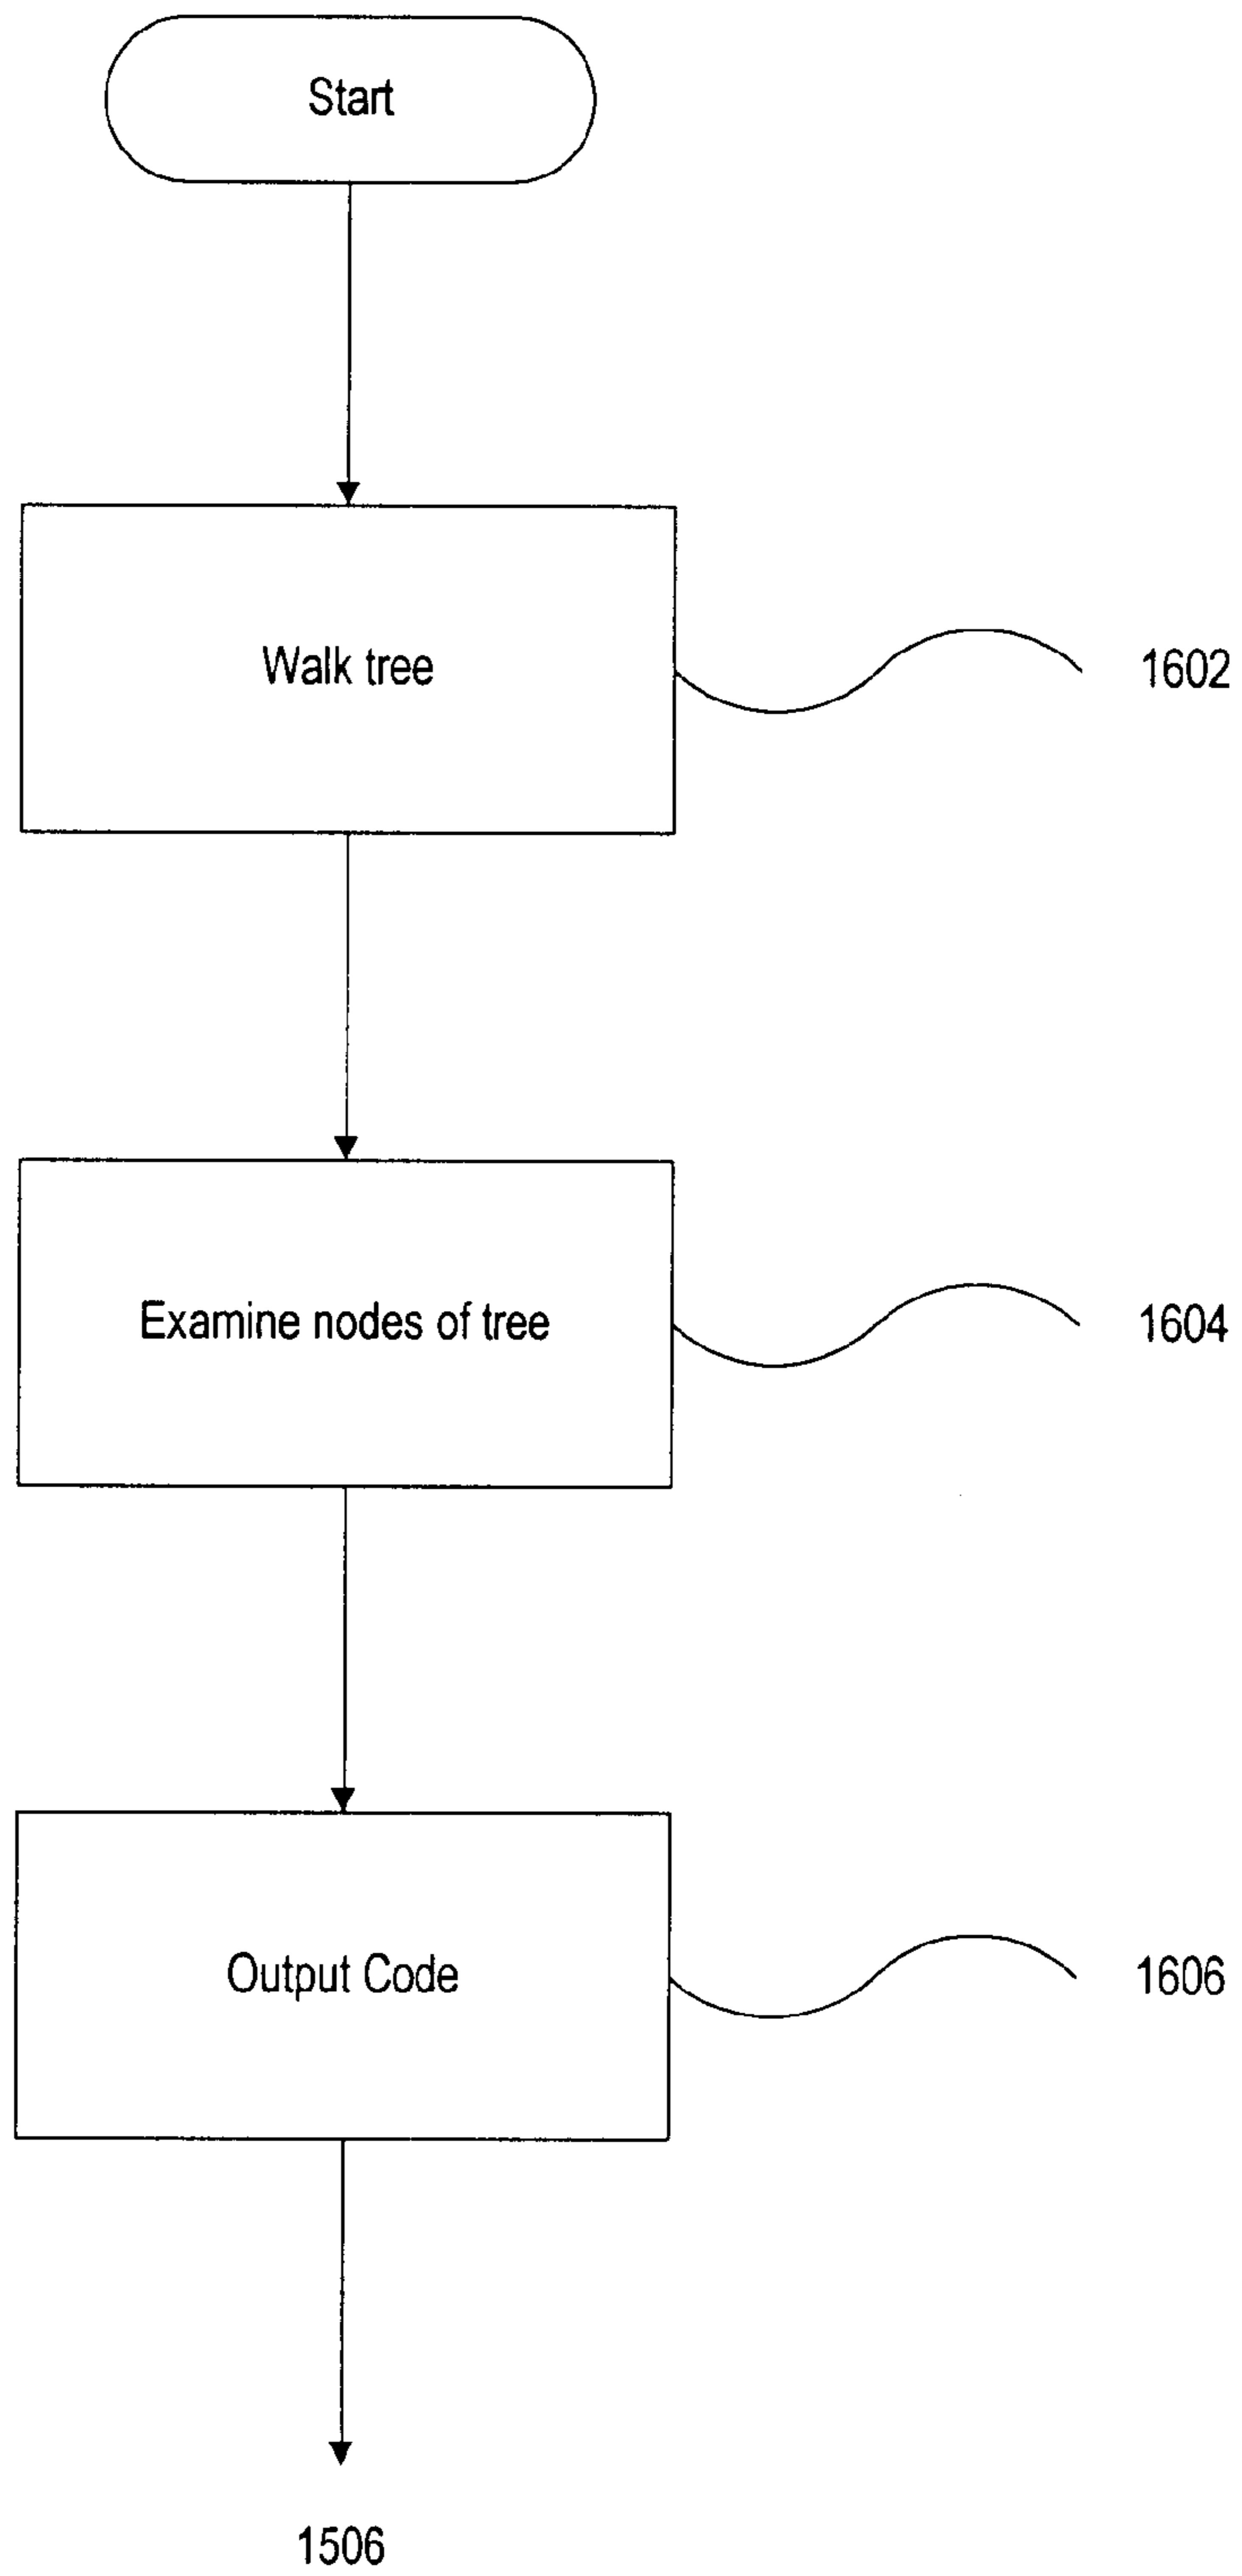 Start
Walk tree
1602
Examine nodes of tree
1604
Output Code
1606
1506